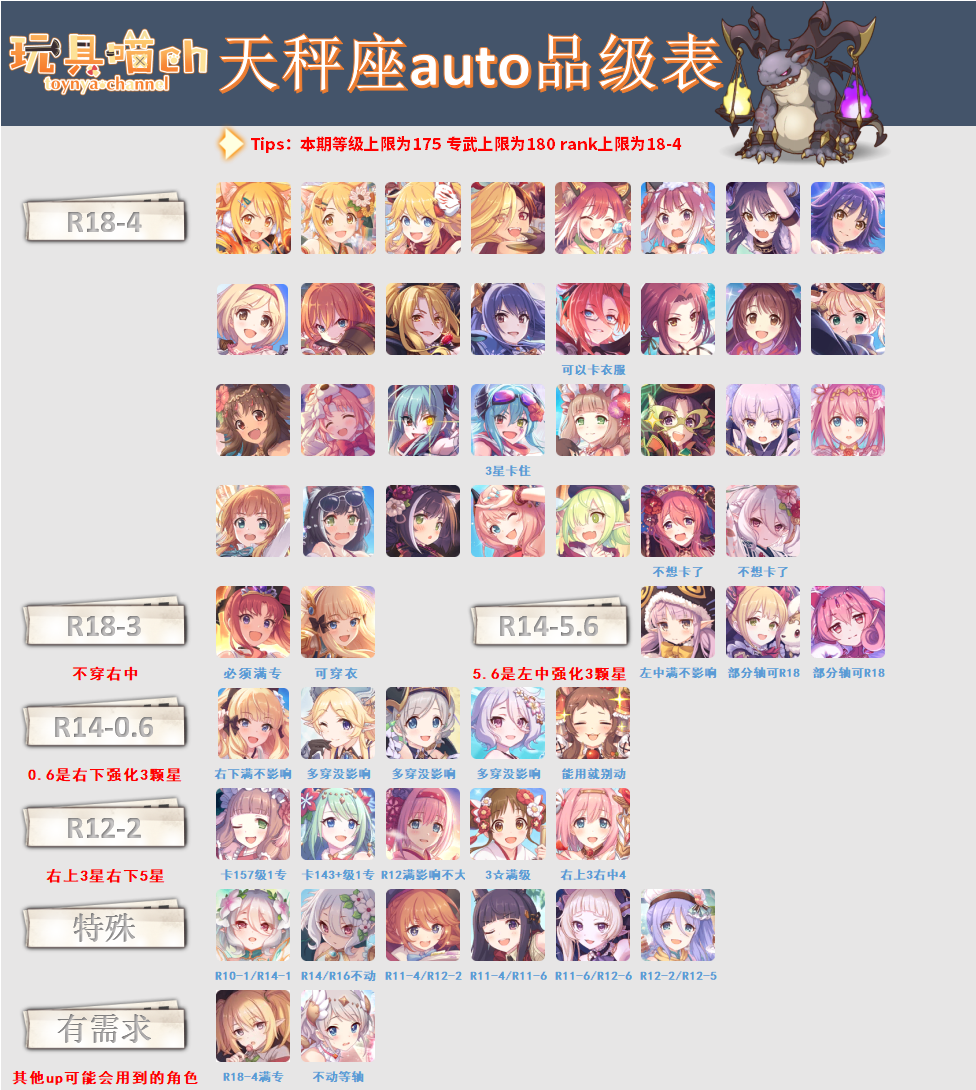 玩具喵ch
toynya channel
天秤座auto品级表
Tips：本期等级上限为175 专武上限为180 rank上限为18-4
R18-4
可以卡衣服
3星卡住
不想卡了 不想卡了
R18-3
不穿右中
必须满专 可穿衣
R14-5.6
5.6是左中强化3颗星
左中满不影响 部分轴可R18 部分轴可R18
R14-0.6
0.6是右下强化3颗星
右下满不影响 多穿没影响 多穿没影响 多穿没影响 能用就别动
R12-2
右上3星右下5星
卡157级1专 卡143+级1专 R12满影响不大 3☆满级 右上3右中4
特殊
R10-1/R14-1 R14/R16不动 R11-4/R12-2 R11-4/R11-6 R11-6/R12-6 R12-2/R12-5
有需求
其他up可能会用到的角色
R18-4满专 不动等轴